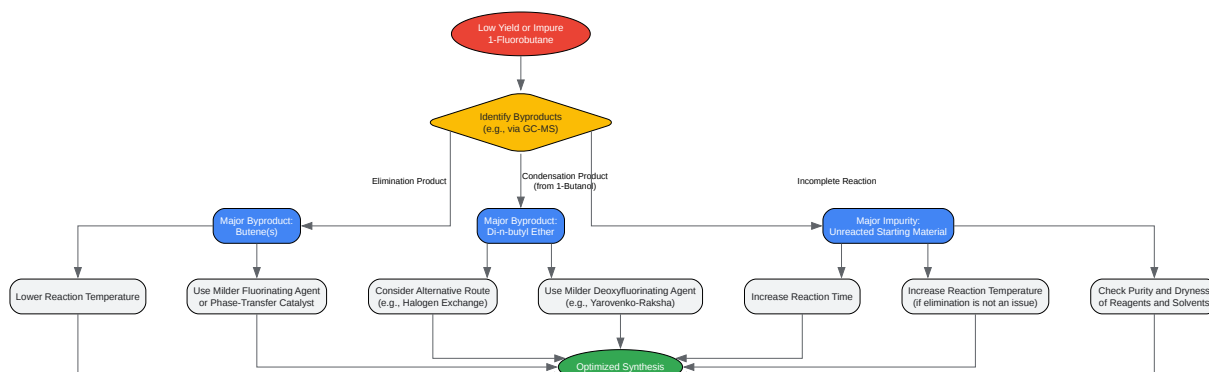 Low Yield or Impure
1-Fluorobutane
Identify Byproducts
(e.g., via GC-MS)
Elimination Product
Condensation Product
(from 1-Butanol)
Incomplete Reaction
Major Byproduct:
Butene(s)
Major Byproduct:
Di-n-butyl Ether
Major Impurity:
Unreacted Starting Material
Lower Reaction Temperature
Use Milder Fluorinating Agent
or Phase-Transfer Catalyst
Consider Alternative Route
(e.g., Halogen Exchange)
Use Milder Deoxyfluorinating Agent
(e.g., Yarovenko-Raksha)
Increase Reaction Time
Increase Reaction Temperature
(if elimination is not an issue)
Check Purity and Dryness
of Reagents and Solvents
Optimized Synthesis